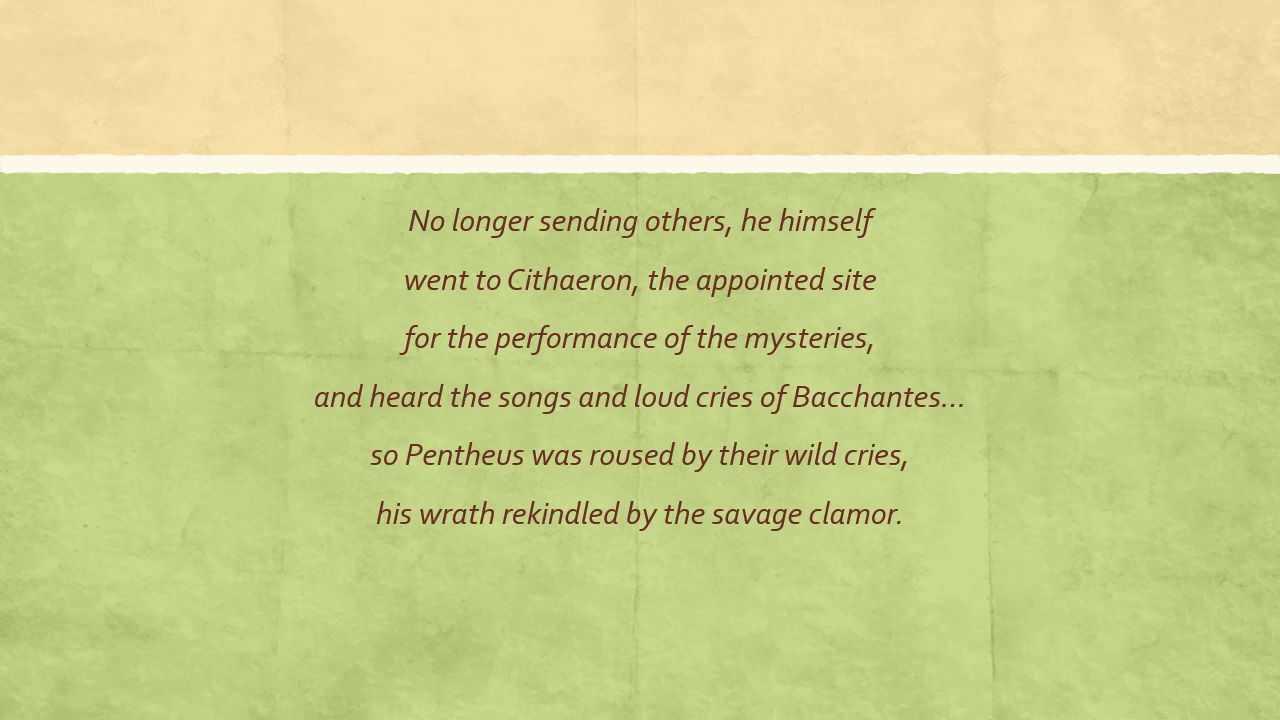 No longer sending others, he himself
went to Cithaeron, the appointed site
for the performance of the mysteries,
and heard the songs and loud cries of Bacchantes…
so Pentheus was roused by their wild cries,
his wrath rekindled by the savage clamor.